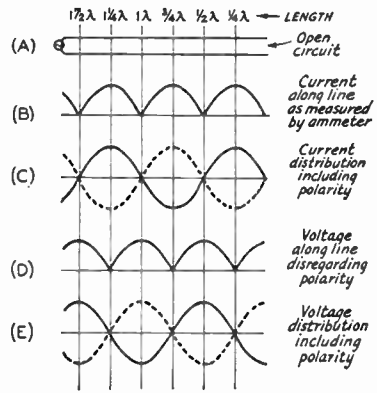 1½λ 1¼λ 1λ ¾λ ½λ ¼λ ← LENGTH
(A)
Open
circuit
(B)
Current
along line
as measured
by ammeter
(C)
Current
distribution
including
polarity
(D)
Voltage
along line
disregarding
polarity
(E)
Voltage
distribution
including
polarity